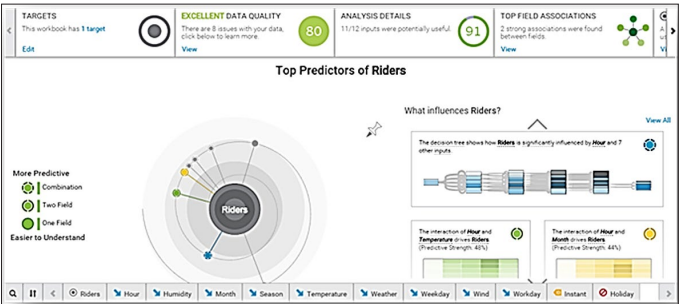 TARGETS
This workbook has 1 target
Edit
EXCELLENT DATA QUALITY
There are 8 issues with your data,
click below to learn more.
View
80
ANALYSIS DETAILS
11/12 inputs were potentially useful.
91
TOP FIELD ASSOCIATIONS
2 strong associations were found
between fields.
View
Top Predictors of Riders
What influences Riders?
View All
The decision tree shows how Riders is significantly influenced by Hour and 7
other inputs
More Predictive
Combination
Two Field
One Field
Easier to Understand
Riders
The interaction of Hour and
Temperature drives Riders.
(Predictive Strength: 48%)
The interaction of Hour and
Month drives Riders.
(Predictive Strength: 44%)
Riders
Hour
Humidity
Month
Season
Temperature
Weather
Weekday
Wind
Workday
Instant
Holiday